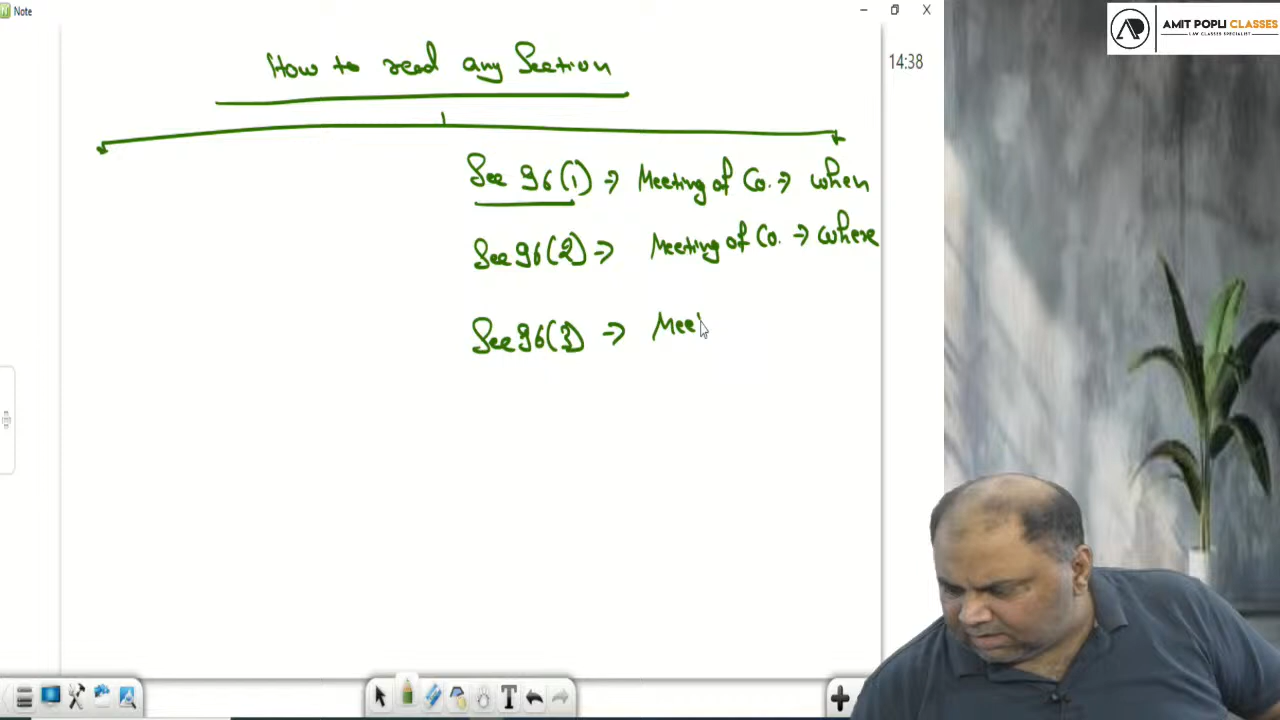 Note
AMIT POPLI CLASSES
LAW CLASSES SPECIALIST
14:38
How to read any Section
Sec 96(1) → Meeting of Co. → when
Sec 96(2) → Meeting of Co. → where
Sec 96(3) → Meeti
T